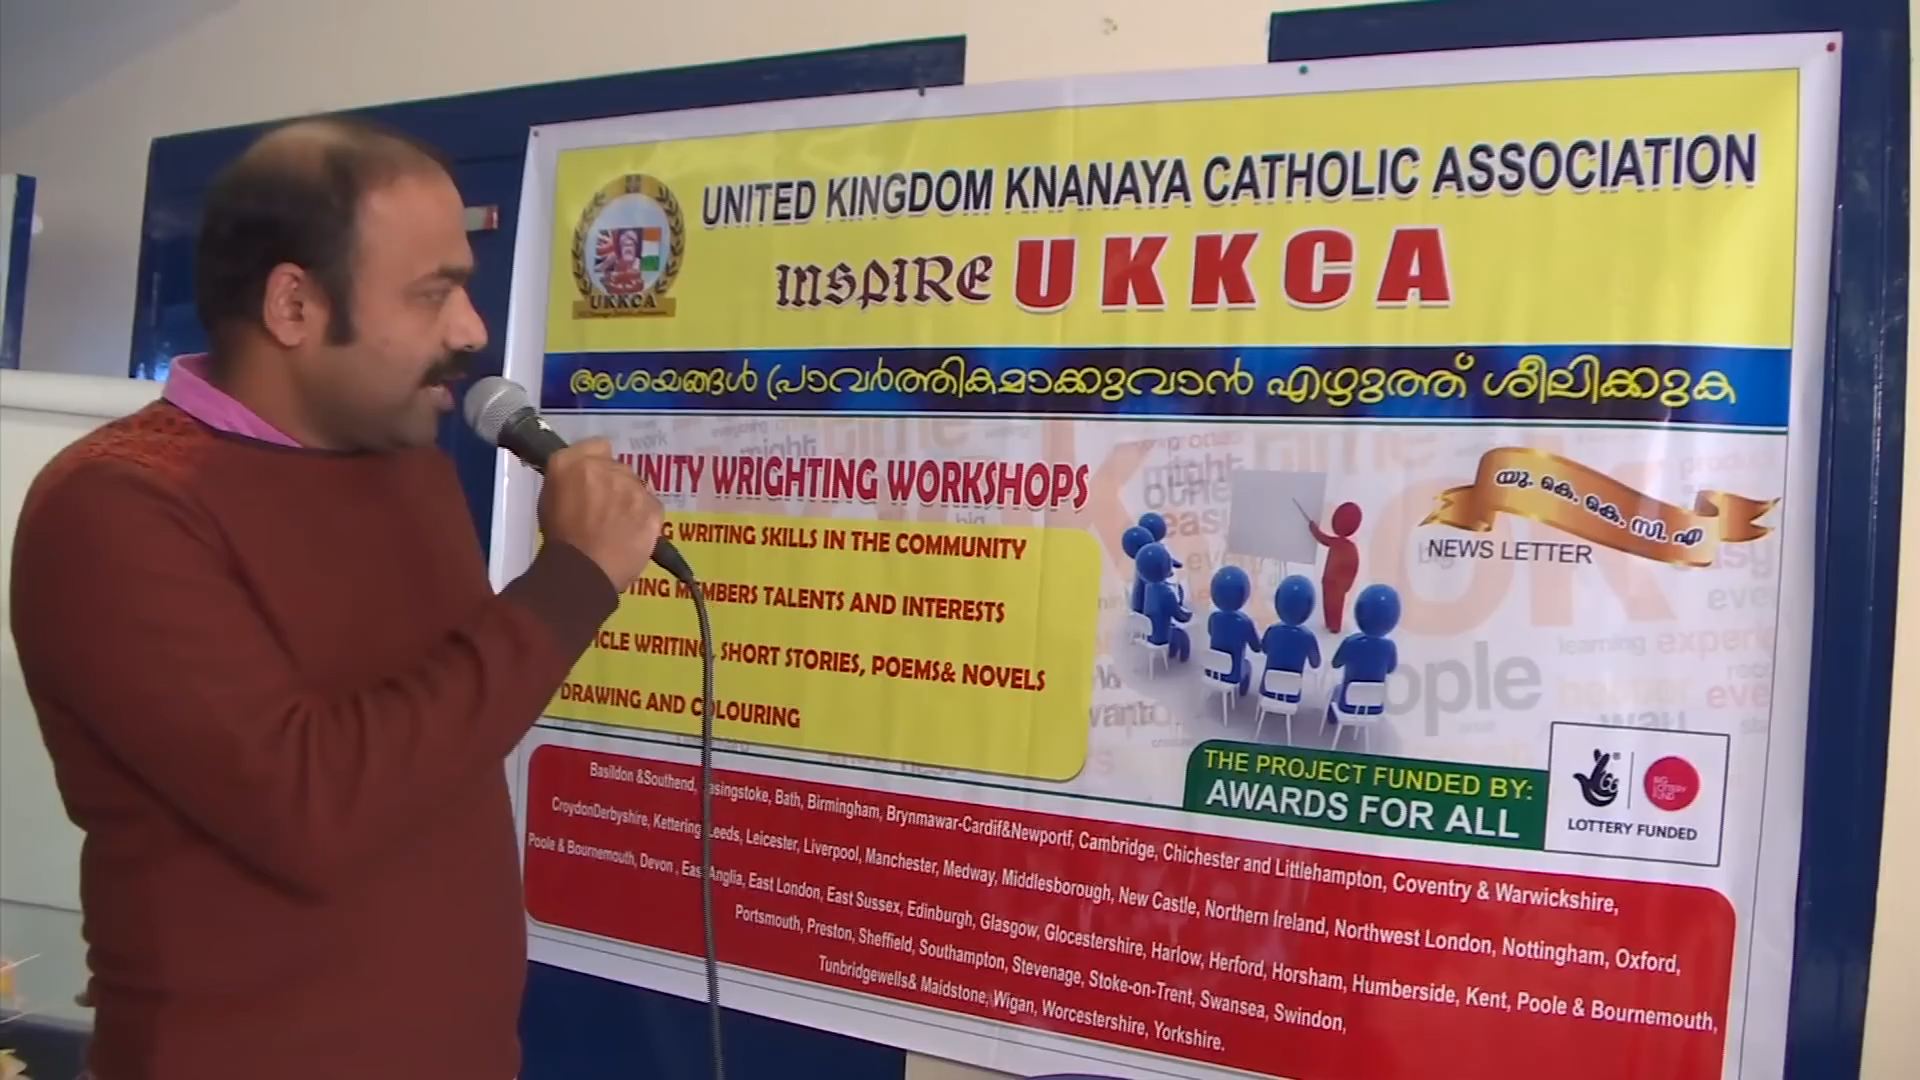 UNITED KINGDOM KNANAYA CATHOLIC ASSOCIATION
INSPIRE UKKCA
UKKCA
ആശയങ്ങൾ പ്രാവർത്തികമാക്കുവാൻ എഴുത്ത് ശീലിക്കുക
WRIGHTING WORKSHOPS
WRITING SKILLS IN THE COMMUNITY
MEMBERS TALENTS AND INTERESTS
WRITING, SHORT STORIES, POEMS& NOVELS
DRAWING AND COLOURING
യു. കെ. കെ. സി. എ
NEWS LETTER
THE PROJECT FUNDED BY:
AWARDS FOR ALL
BIG LOTTERY FUND
LOTTERY FUNDED
Basildon &Southend, Basingstoke, Bath, Birmingham, Brynmawar-Cardif&Newportf, Cambridge, Chichester and Littlehampton, Coventry & Warwickshire,
CroydonDerbyshire, Kettering, Leeds, Leicester, Liverpool, Manchester, Medway, Middlesborough, New Castle, Northern Ireland, Northwest London, Nottingham, Oxford,
Poole & Bournemouth, Devon , East Anglia, East London, East Sussex, Edinburgh, Glasgow, Glocestershire, Harlow, Herford, Horsham, Humberside, Kent, Poole & Bournemouth,
Portsmouth, Preston, Sheffield, Southampton, Stevenage, Stoke-on-Trent, Swansea, Swindon,
Tunbridgewells& Maidstone, Wigan, Worcestershire, Yorkshire.